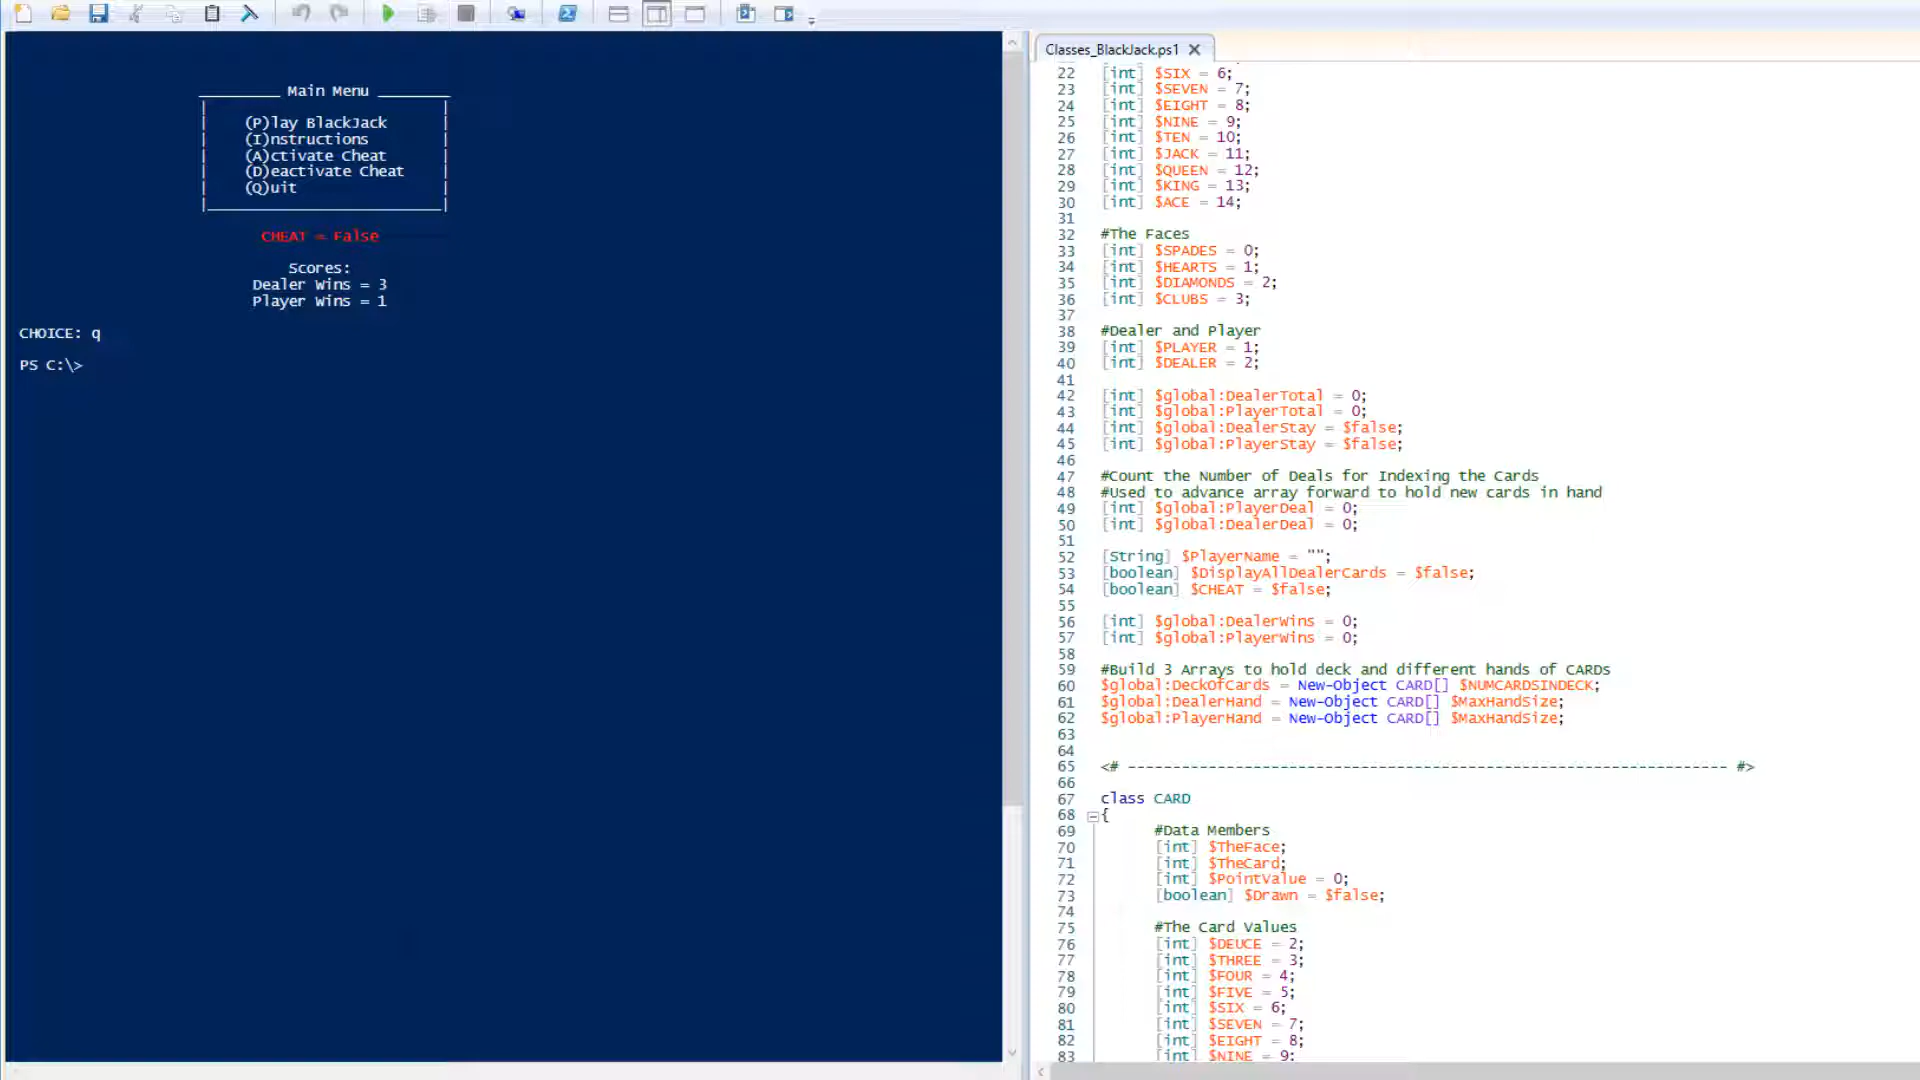 Main Menu
(P)lay BlackJack
(I)nstructions
(A)ctivate Cheat
(D)eactivate Cheat
(Q)uit
CHEAT = False
Scores:
Dealer Wins = 3
Player Wins = 1
CHOICE: q
PS C:\>
Classes_BlackJack.ps1
22 [int] $SIX = 6;
23 [int] $SEVEN = 7;
24 [int] $EIGHT = 8;
25 [int] $NINE = 9;
26 [int] $TEN = 10;
27 [int] $JACK = 11;
28 [int] $QUEEN = 12;
29 [int] $KING = 13;
30 [int] $ACE = 14;
31
32 #The Faces
33 [int] $SPADES = 0;
34 [int] $HEARTS = 1;
35 [int] $DIAMONDS = 2;
36 [int] $CLUBS = 3;
37
38 #Dealer and Player
39 [int] $PLAYER = 1;
40 [int] $DEALER = 2;
41
42 [int] $global:DealerTotal = 0;
43 [int] $global:PlayerTotal = 0;
44 [int] $global:DealerStay = $false;
45 [int] $global:PlayerStay = $false;
46
47 #Count the Number of Deals for Indexing the Cards
48 #Used to advance array forward to hold new cards in hand
49 [int] $global:PlayerDeal = 0;
50 [int] $global:DealerDeal = 0;
51
52 [String] $PlayerName = "";
53 [boolean] $DisplayAllDealerCards = $false;
54 [boolean] $CHEAT = $false;
55
56 [int] $global:DealerWins = 0;
57 [int] $global:PlayerWins = 0;
58
59 #Build 3 Arrays to hold deck and different hands of CARDs
60 $global:DeckOfCards = New-Object CARD[] $NUMCARDSINDECK;
61 $global:DealerHand = New-Object CARD[] $MaxHandSize;
62 $global:PlayerHand = New-Object CARD[] $MaxHandSize;
63
64
65 <# ------------------------------------------------------------------- #>
66
67 class CARD
68 {
69 #Data Members
70 [int] $TheFace;
71 [int] $TheCard;
72 [int] $PointValue = 0;
73 [boolean] $Drawn = $false;
74
75 #The Card Values
76 [int] $DEUCE = 2;
77 [int] $THREE = 3;
78 [int] $FOUR = 4;
79 [int] $FIVE = 5;
80 [int] $SIX = 6;
81 [int] $SEVEN = 7;
82 [int] $EIGHT = 8;
83 [int] $NINE = 9;